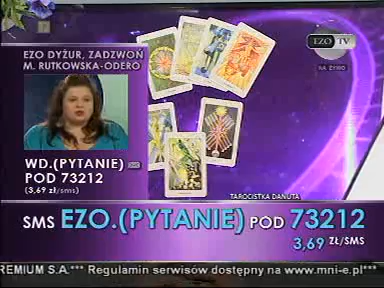 EZO DYŻUR, ZADZWOŃ
M. RUTKOWSKA-ODERO
EZO TV
NA ŻYWO
WD.(PYTANIE)
POD 73212
(3,69 zł/sms)
TAROCISTKA DANUTA
SMS EZO.(PYTANIE) POD 73212
3,69 ZŁ/SMS
REMIUM S.A.*** Regulamin serwisów dostępny na www.mni-e.pl***